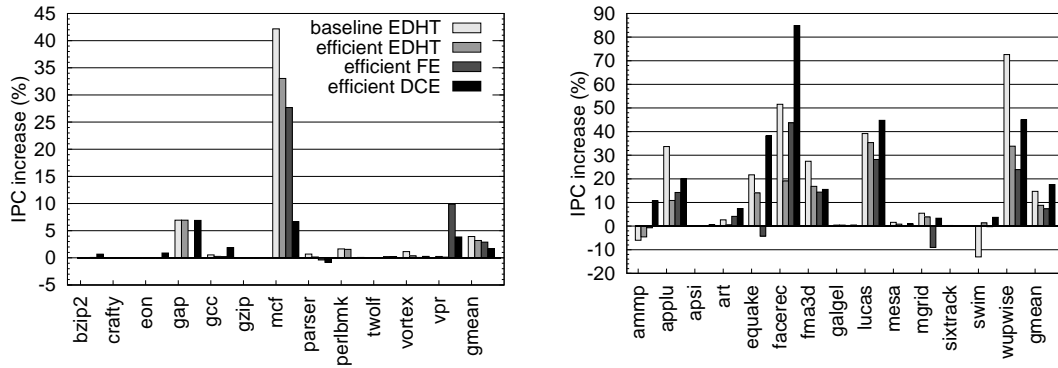 IPC increase (%)
45
40
35
30
25
20
15
10
5
0
-5
baseline EDHT
efficient EDHT
efficient FE
efficient DCE
bzip2
crafty
eon
gap
gcc
gzip
mcf
parser
perlbmk
twolf
vortex
vpr
gmean
IPC increase (%)
90
80
70
60
50
40
30
20
10
0
-10
-20
ammp
applu
apsi
art
equake
facerec
fma3d
galgel
lucas
mesa
mgrid
sixtrack
swim
wupwise
gmean